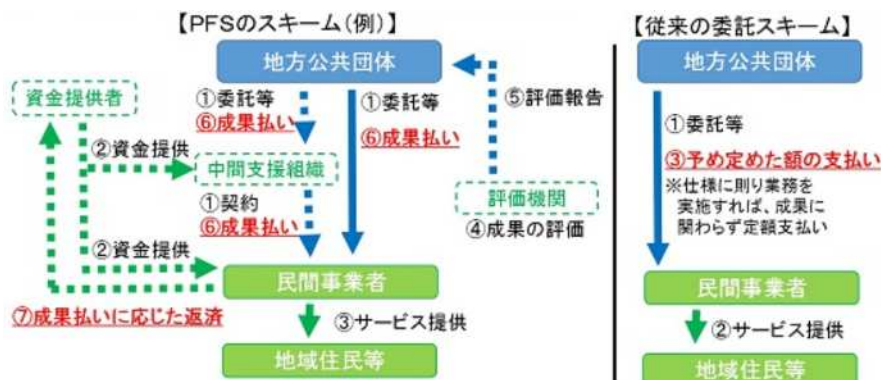 【PFSのスキーム(例)】
地方公共団体
資金提供者
①委託等
⑥成果払い
①委託等
⑥成果払い
⑤評価報告
②資金提供
中間支援組織
評価機関
④成果の評価
①契約
⑥成果払い
②資金提供
民間事業者
⑦成果払いに応じた返済
③サービス提供
地域住民等
【従来の委託スキーム】
地方公共団体
①委託等
③予め定めた額の支払い
※仕様に則り業務を
実施すれば、成果に
関わらず定額支払い
民間事業者
②サービス提供
地域住民等